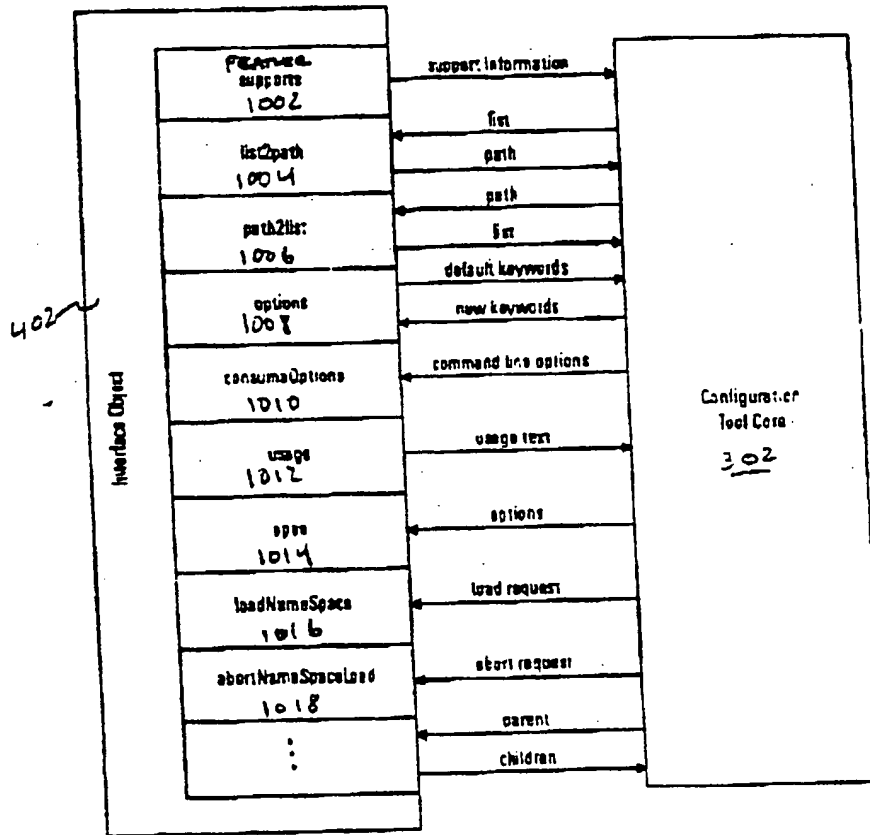 FEATURE
supports
1002
support information
list
list2path
1004
path
path
path2list
1006
list
default keywords
options
1008
new keywords
402
consumeOptions
1010
command line options
Interface Object
Configuration
Tool Core
302
usage
1012
usage text
open
1014
options
loadNameSpace
1016
load request
abortNameSpaceLoad
1018
abort request
parent
children